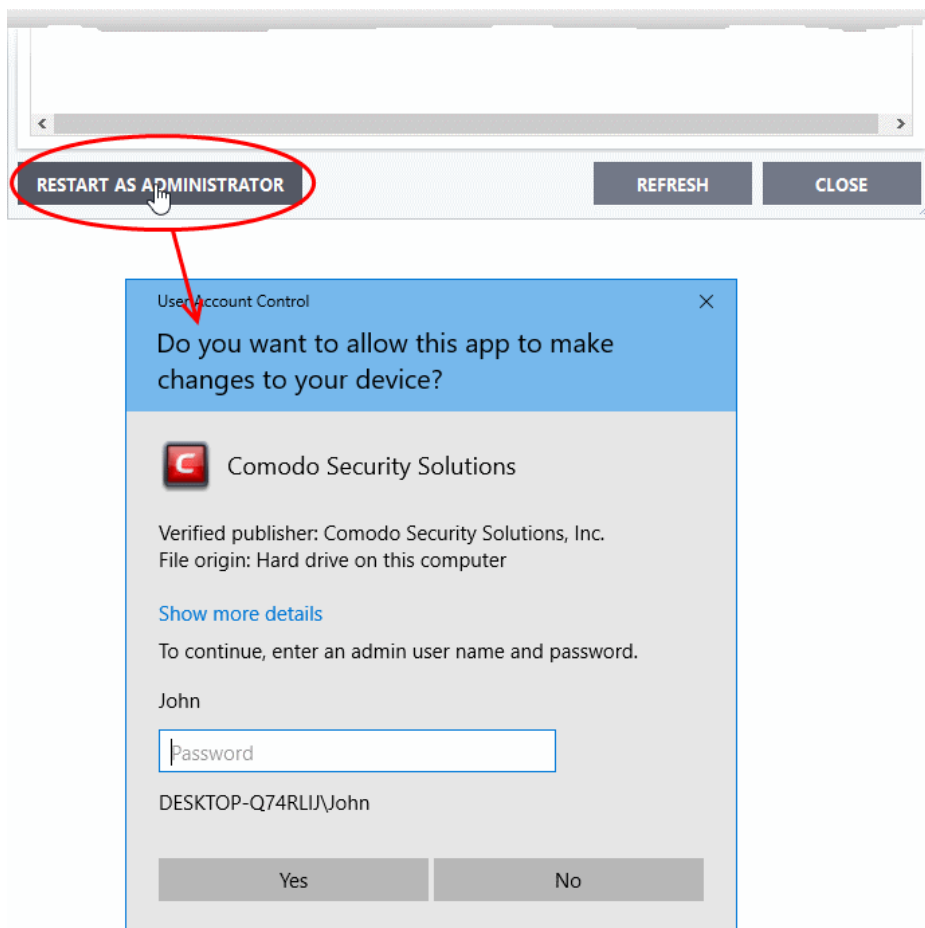 RESTART AS ADMINISTRATOR
REFRESH
CLOSE
User Account Control
Do you want to allow this app to make
changes to your device?
C
Comodo Security Solutions
Verified publisher: Comodo Security Solutions, Inc.
File origin: Hard drive on this computer
Show more details
To continue, enter an admin user name and password.
John
Password
DESKTOP-Q74RLIJ\John
Yes
No